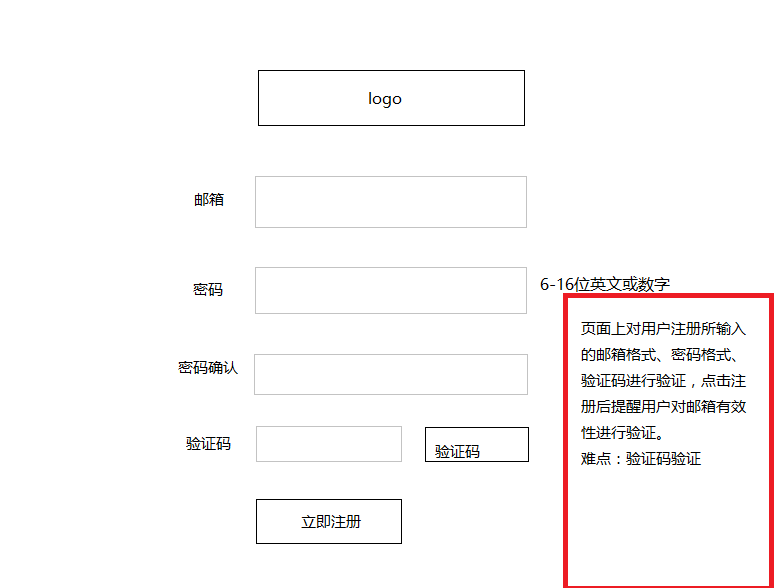 logo
邮箱
密码
6-16位英文或数字
页面上对用户注册所输入
的邮箱格式、密码格式、
验证码进行验证，点击注
册后提醒用户对邮箱有效
性进行验证。
难点：验证码验证
密码确认
验证码
验证码
立即注册